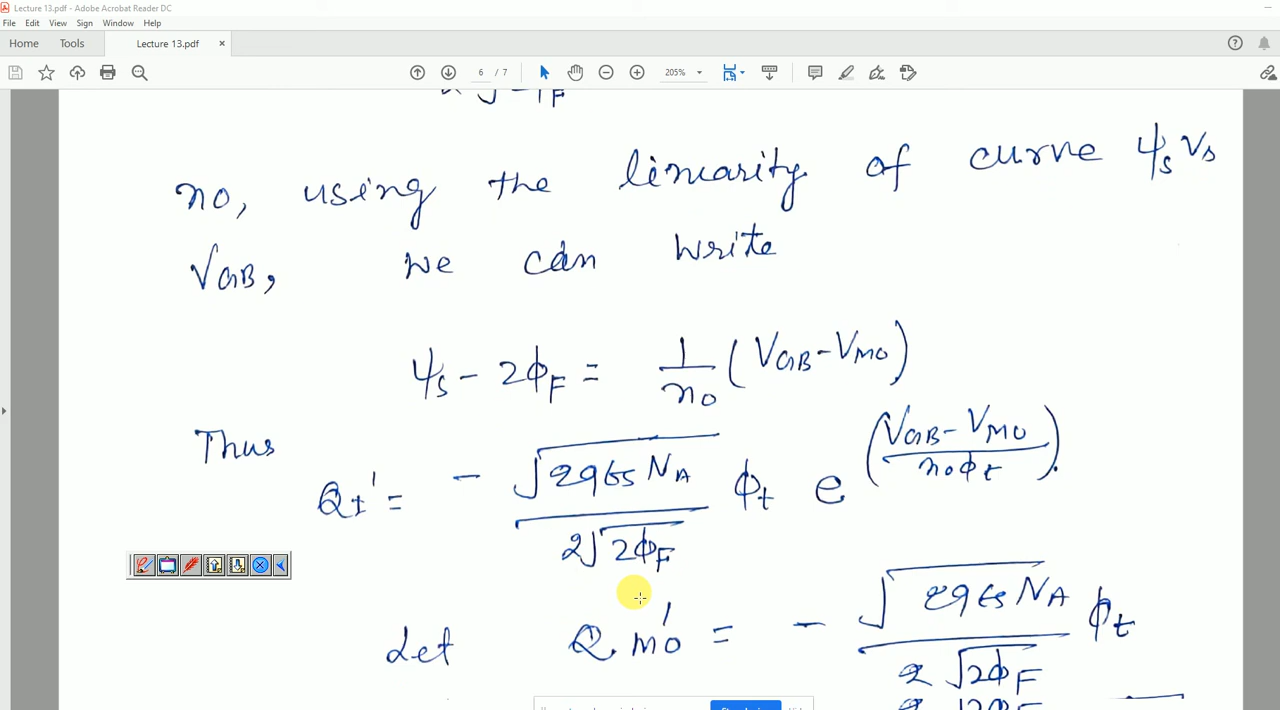 Lecture 13.pdf - Adobe Acrobat Reader DC
File Edit View Sign Window Help
Home Tools Lecture 13.pdf ×
6 / 7 205%
no, using the linearity of curve ψs vs
VGB, we can write
ψs - 2ϕF = 1/n0 (VGB - VM0)
Thus
QI' = - √2qϵsNA / 2√2ϕF ϕt e^((VGB - VM0)/n0ϕt).
Let QM0' = - √2qϵsNA / 2√2ϕF ϕt